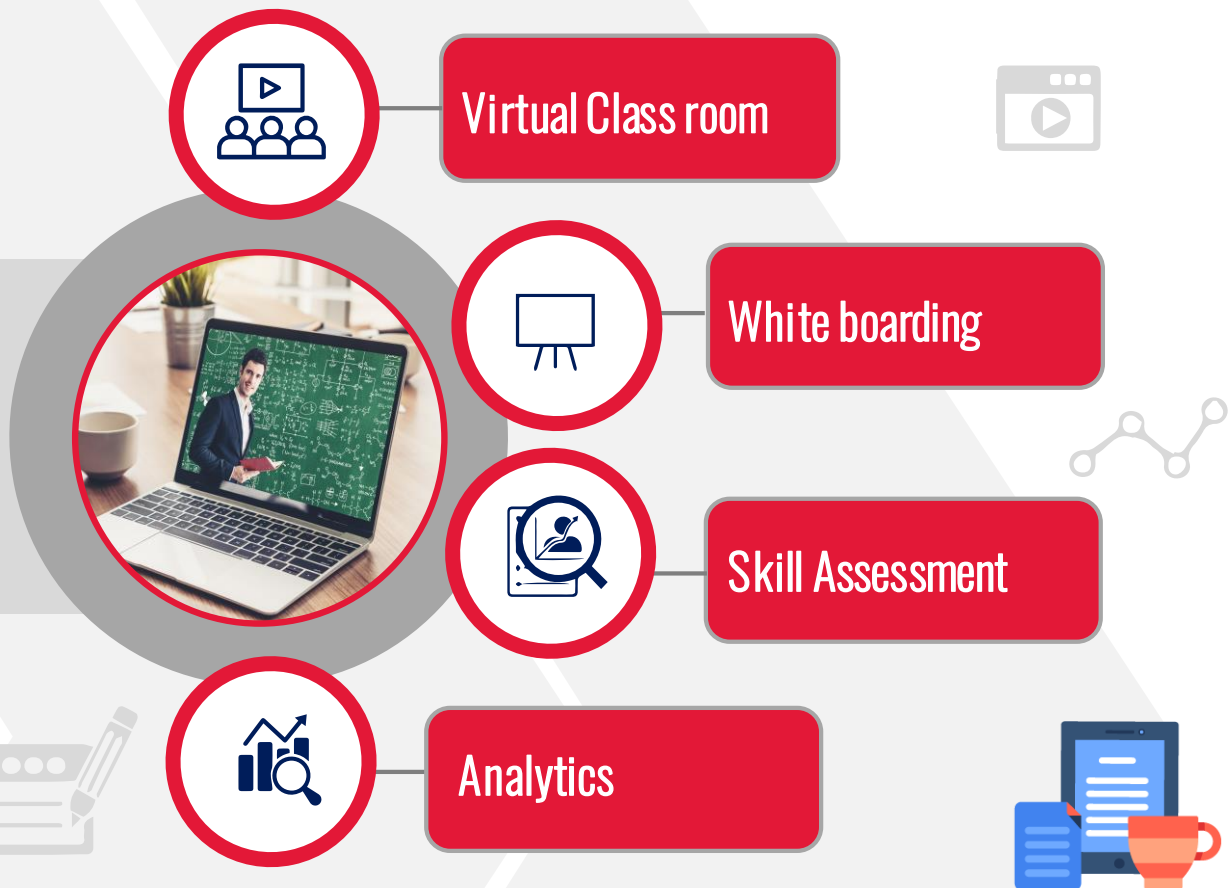 Virtual Class room
White boarding
Skill Assessment
Analytics